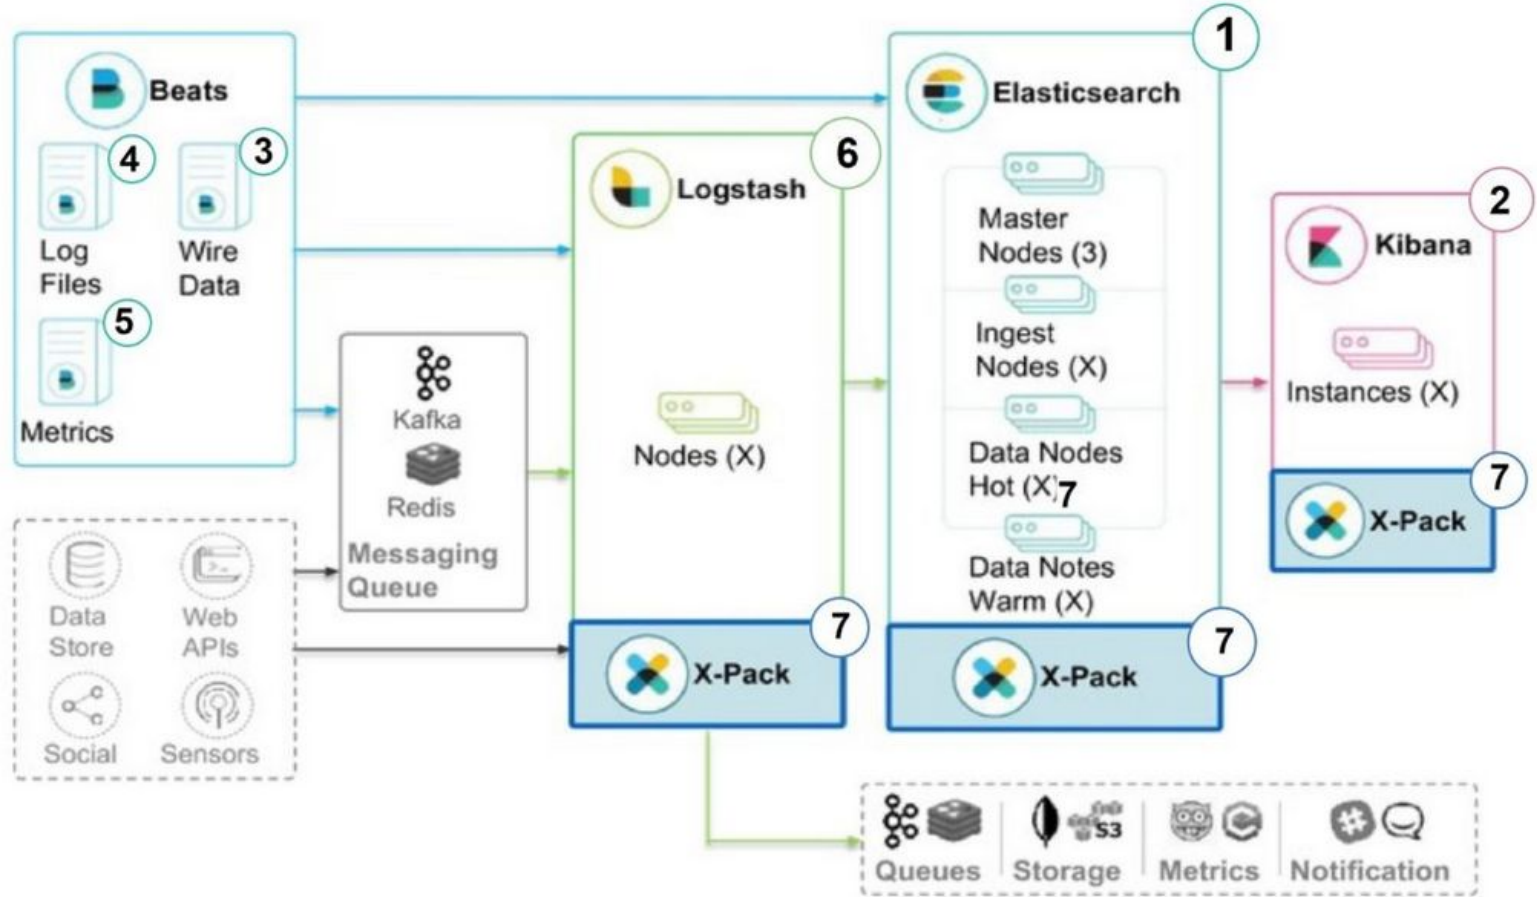 Beats
4
3
Log
Files
Wire
Data
5
Metrics
Kafka
Redis
Messaging
Queue
Data
Store
Web
APIs
Social
Sensors
6
Logstash
Nodes (X)
7
X-Pack
1
Elasticsearch
Master
Nodes (3)
Ingest
Nodes (X)
Data Nodes
Hot (X)7
Data Notes
Warm (X)
7
X-Pack
2
Kibana
Instances (X)
7
X-Pack
S3
Queues
Storage
Metrics
Notification